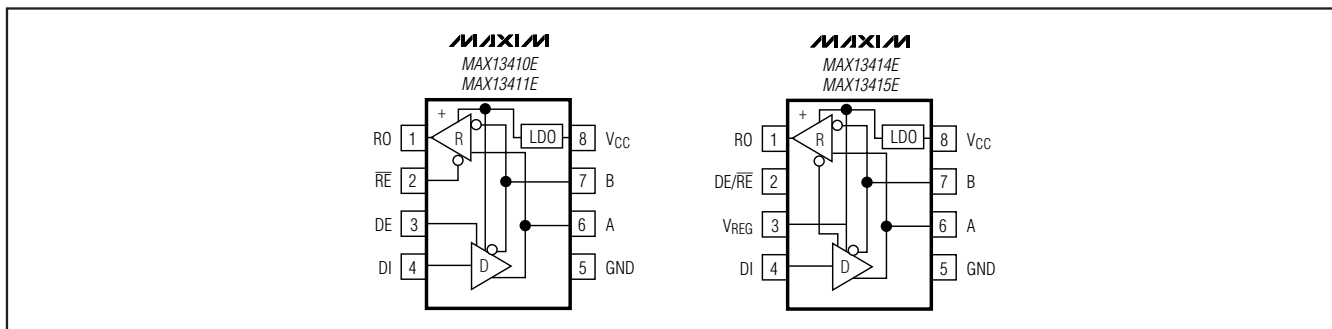 MAXIM
MAX13410E
MAX13411E
+
RO 1
R
LDO
8 VCC
RE 2
7 B
DE 3
6 A
DI 4
D
5 GND
MAXIM
MAX13414E
MAX13415E
+
RO 1
R
LDO
8 VCC
DE/RE 2
7 B
VREG 3
6 A
DI 4
D
5 GND